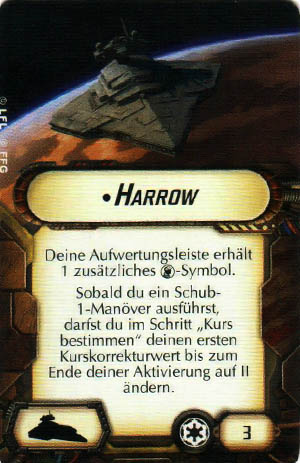 © LFL © FFG
• HARROW
Deine Aufwertungsleiste erhält
1 zusätzliches -Symbol.
Sobald du ein Schub-
1-Manöver ausführst,
darfst du im Schritt „Kurs
bestimmen" deinen ersten
Kurskorrekturwert bis zum
Ende deiner Aktivierung auf II
ändern.
3